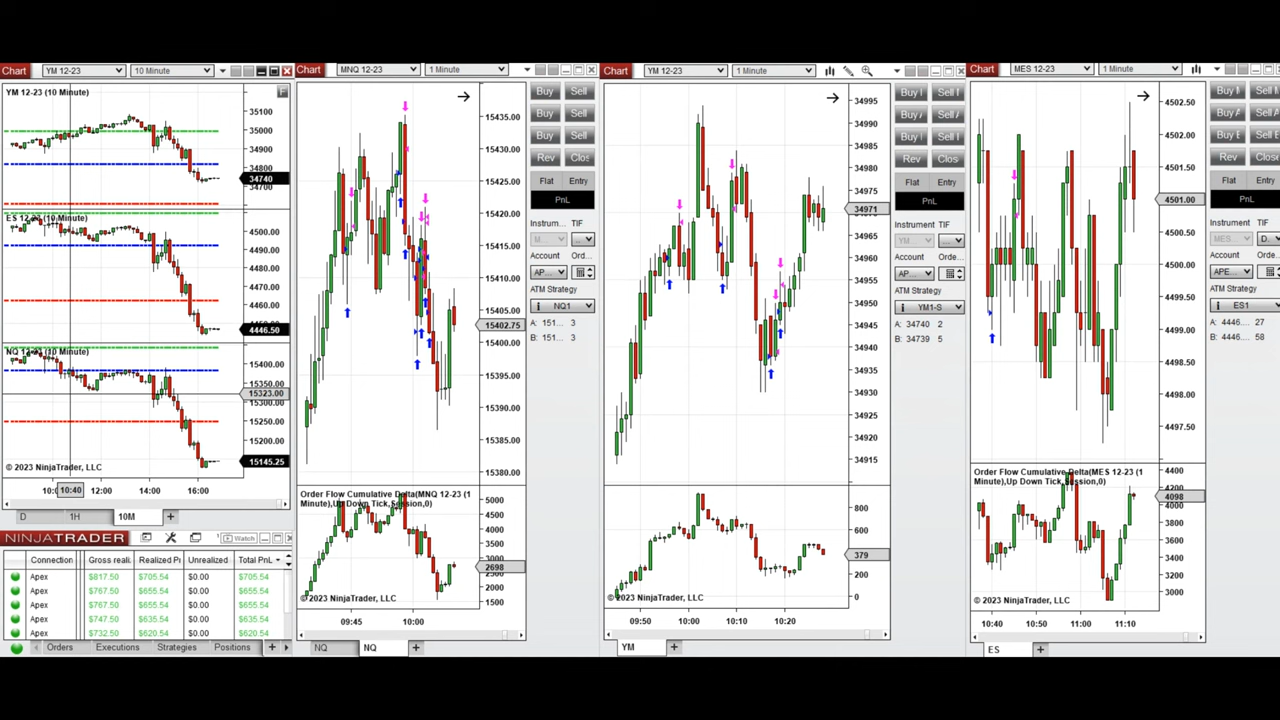 Chart YM 12-23 10 Minute
YM 12-23 (10 Minute)
F
35100
35000
34900
34800
34740
34700
ES 12-23 (10 Minute)
4500.00
4490.00
4480.00
4470.00
4460.00
4446.50
NQ 12-23 (10 Minute)
15400.00
15350.00
15323.00
15300.00
15250.00
15200.00
15145.25
© 2023 NinjaTrader, LLC
10:40 12:00 14:00 16:00
D 1H 10M +
NINJATRADER Watch
Connection Gross reali. Realized P Unrealized Total PnL
Apex $817.50 $705.54 $0.00 $705.54
Apex $767.50 $655.54 $0.00 $655.54
Apex $767.50 $655.54 $0.00 $655.54
Apex $747.50 $635.54 $0.00 $635.54
Apex $732.50 $620.54 $0.00 $620.54
Orders Executions Strategies Positions +
Chart MNQ 12-23 1 Minute
15435.00
15430.00
15425.00
15420.00
15415.00
15410.00
15405.00
15402.75
15400.00
15395.00
15390.00
15385.00
15380.00
Order Flow Cumulative Delta(MNQ 12-23 (1
Minute),Up Down Tick,Session,0)
5000
4000
3000
2698
2500
2000
1500
© 2023 NinjaTrader, LLC
09:45 10:00
NQ NQ +
Buy Sell
Buy Sell
Buy Sell
Rev Clos
Flat Entry
PnL
Instrum... TIF
M... ...
Account Ord...
AP...
ATM Strategy
NQ1
A: 151... 3
B: 151... 3
Chart YM 12-23 1 Minute
34995
34990
34985
34980
34975
34971
34965
34960
34955
34950
34945
34940
34935
34930
34925
34920
34915
800
600
379
200
0
© 2023 NinjaTrader, LLC
09:50 10:00 10:10 10:20
YM +
Buy I Sell I
Buy / Sell /
Buy I Sell I
Rev Close
Flat Entry
PnL
Instrument TIF
YM... ...
Account Orde...
AP...
ATM Strategy
YM1-S
A: 34740 2
B: 34739 5
Chart MES 12-23 1 Minute
4502.50
4502.00
4501.50
4501.00
4500.50
4500.00
4499.50
4499.00
4498.50
4498.00
4497.50
Order Flow Cumulative Delta(MES 12-23 (1
Minute),Up Down Tick,Session,0)
4400
4200
4098
3800
3600
3400
3200
3000
© 2023 NinjaTrader, LLC
10:40 10:50 11:00 11:10
ES +
Buy M Sell M
Buy A Sell A
Buy E Sell E
Rev Close
Flat Entry
PnL
Instrument TIF
MES... D.
Account Orde...
APE...
ATM Strategy
ES1
A: 4446.... 27
B: 4446.... 58